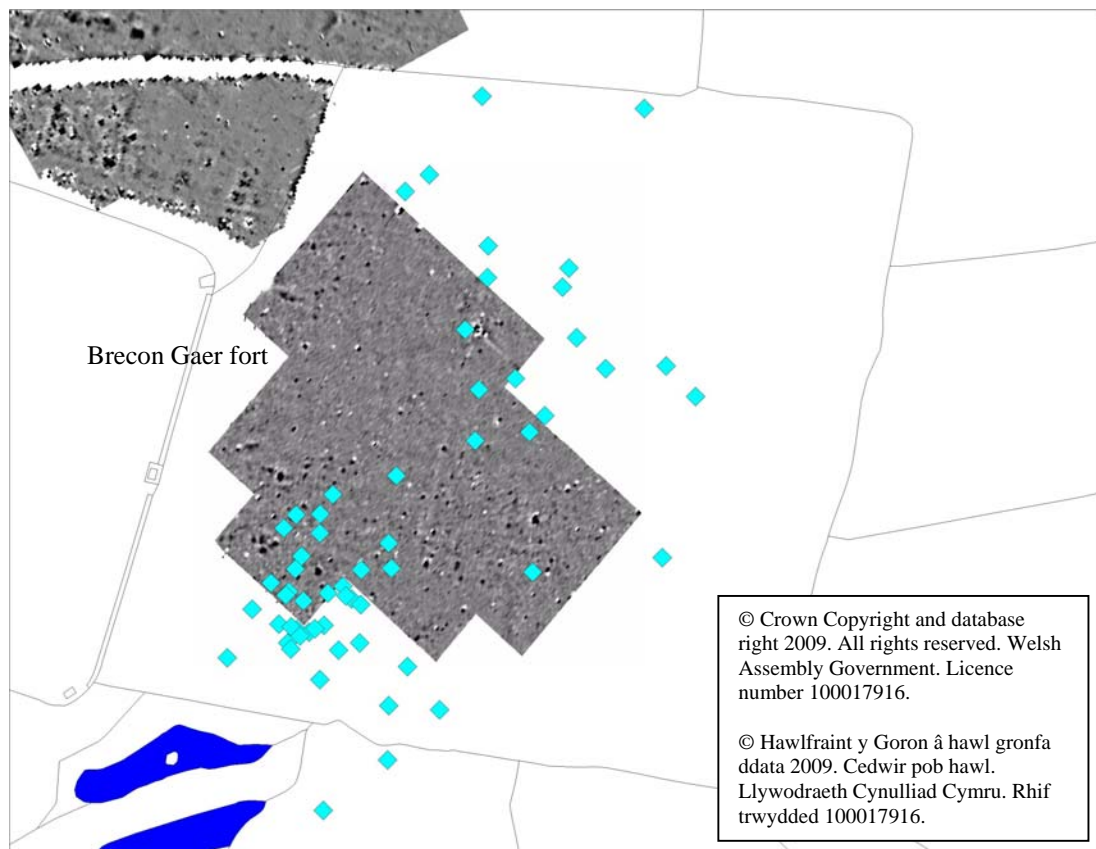 Brecon Gaer fort
© Crown Copyright and database
right 2009. All rights reserved. Welsh
Assembly Government. Licence
number 100017916.
© Hawlfraint y Goron â hawl gronfa
ddata 2009. Cedwir pob hawl.
Llywodraeth Cynulliad Cymru. Rhif
trwydded 100017916.